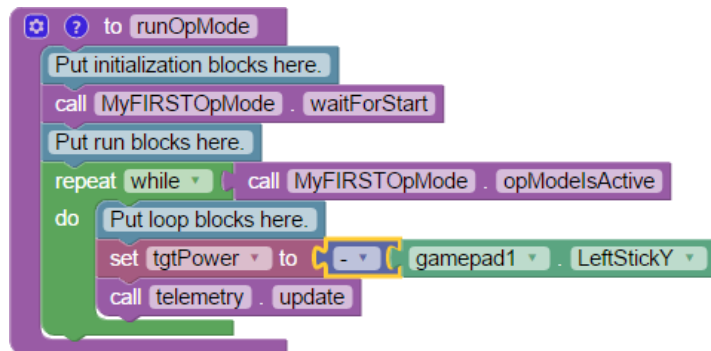 ? to runOpMode
Put initialization blocks here.
call MyFIRSTOpMode . waitForStart
Put run blocks here.
repeat while call MyFIRSTOpMode . opModeIsActive
do Put loop blocks here.
set tgtPower to - gamepad1 . LeftStickY
call telemetry . update